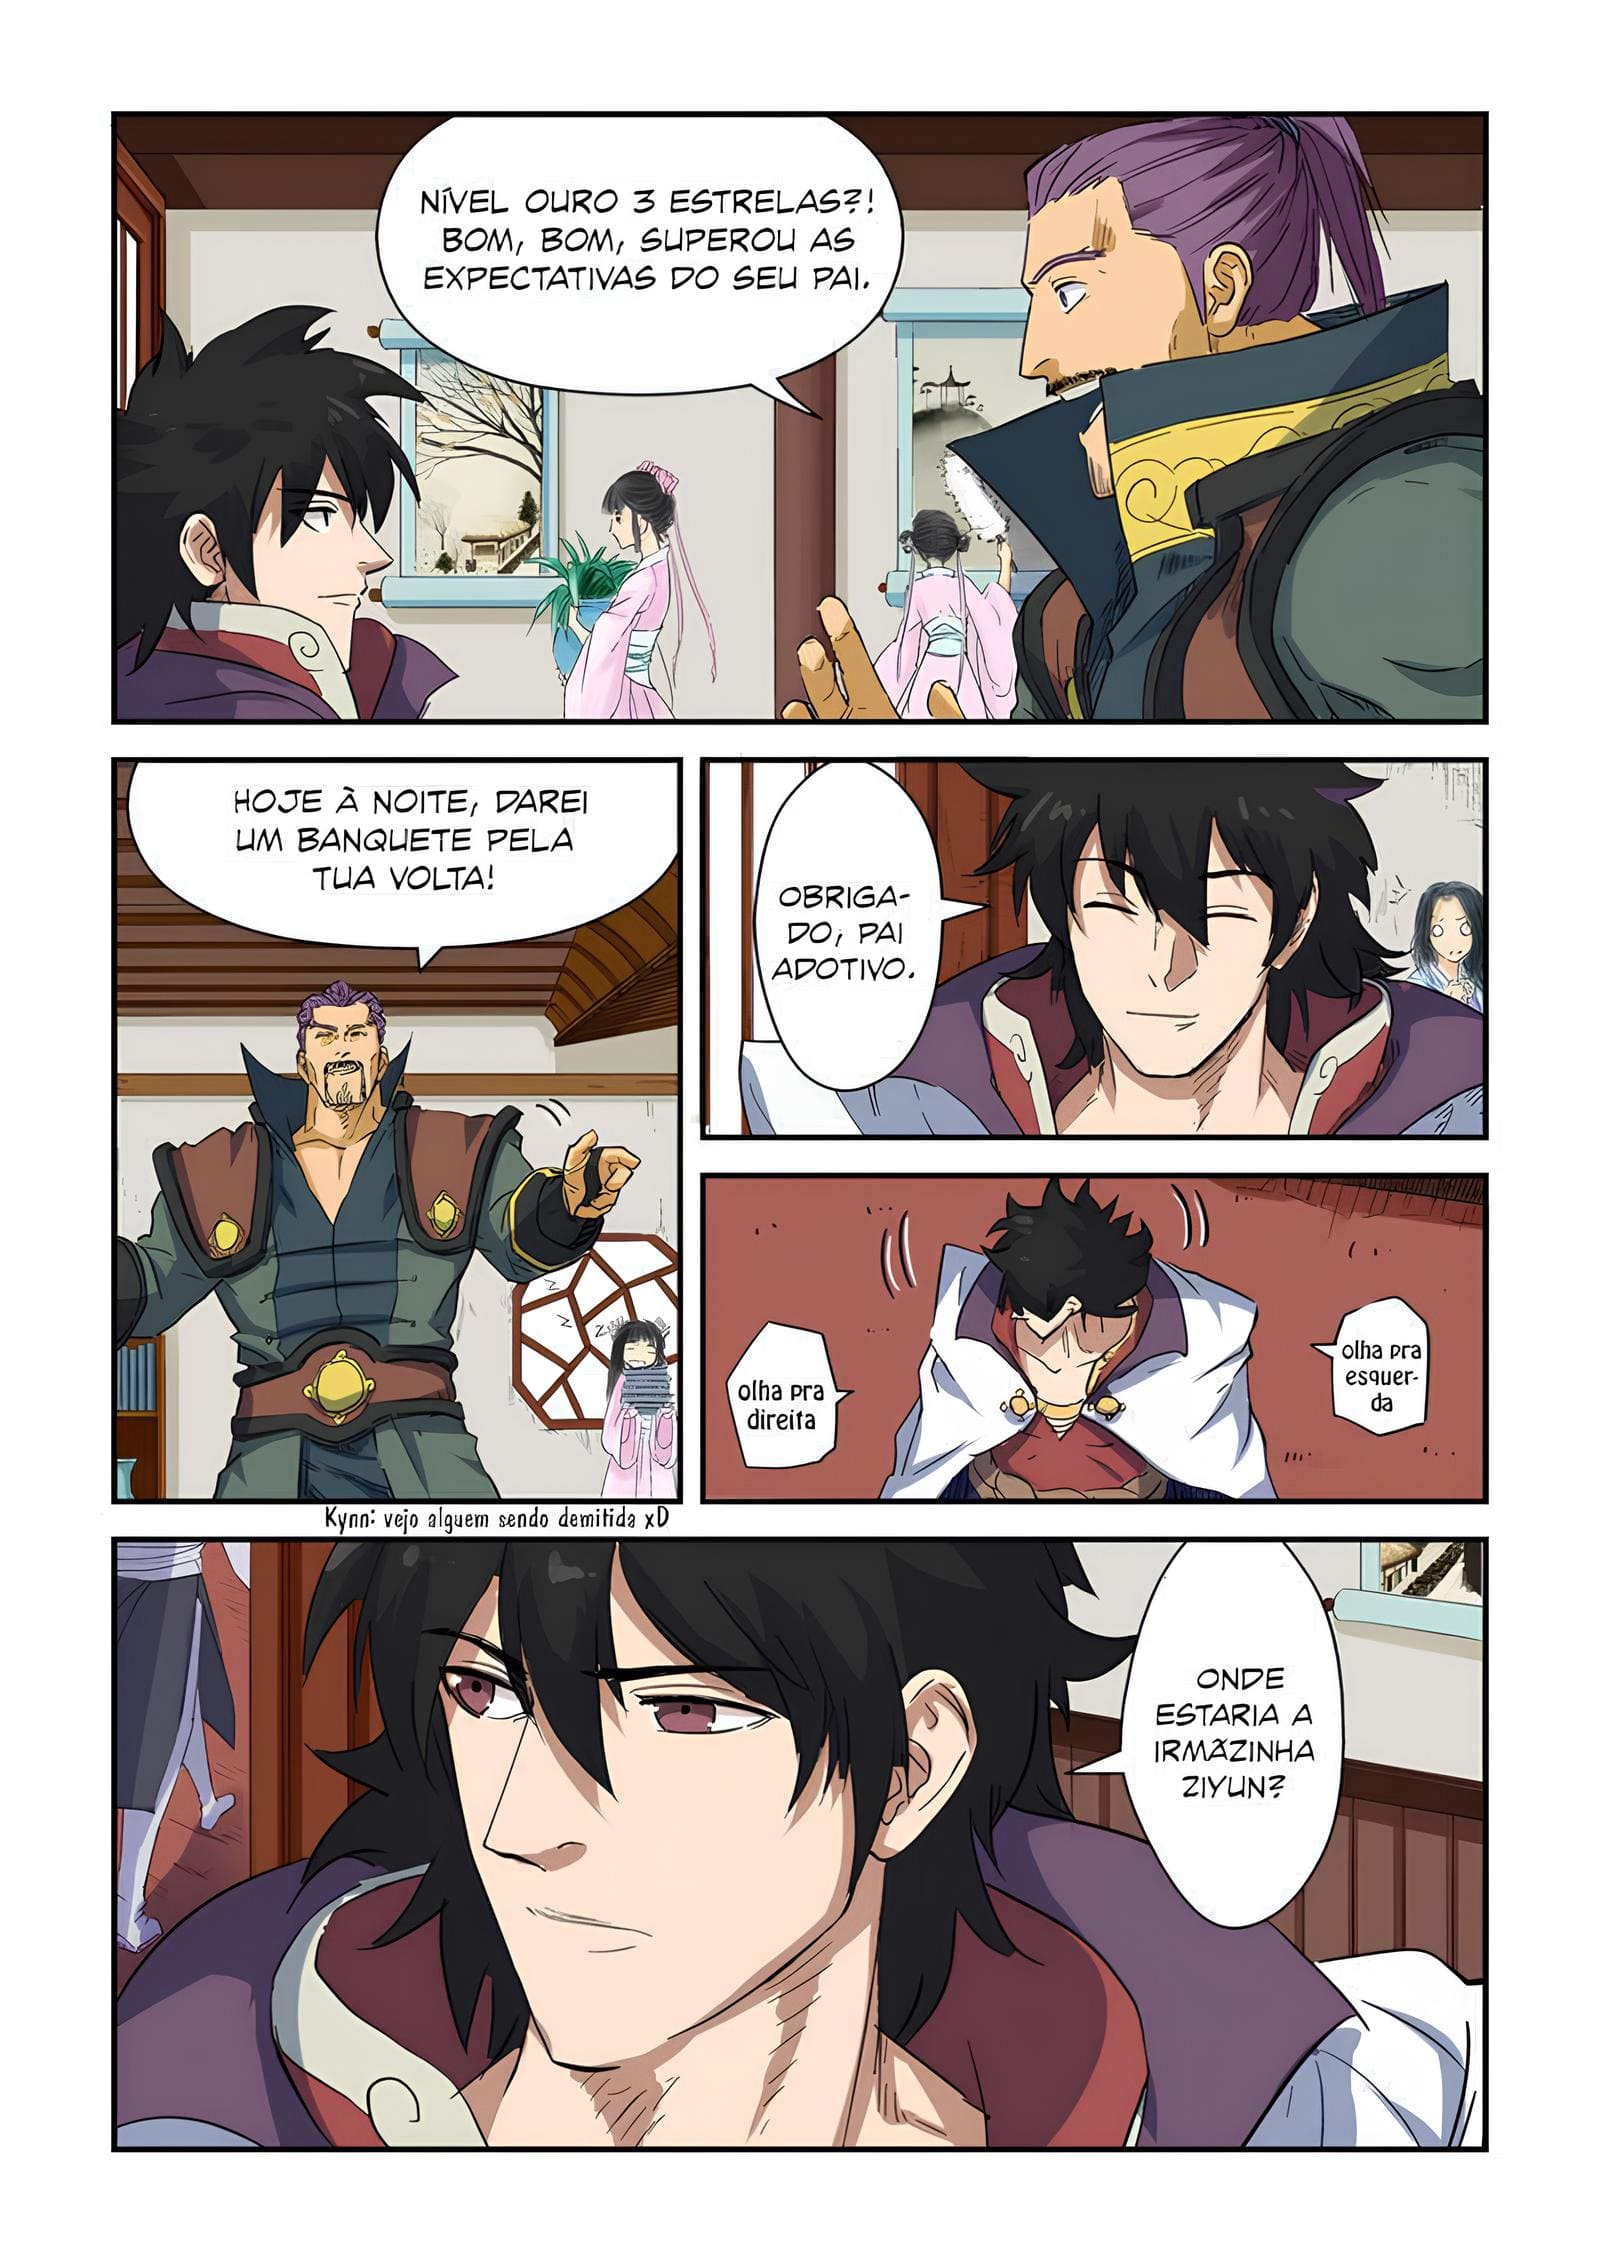 NÍVEL OURO 3 ESTRELAS?!
BOM, BOM, SUPEROU AS
EXPECTATIVAS DO SEU PAI.
HOJE À NOITE, DAREI
UM BANQUETE PELA
TUA VOLTA!
OBRIGA-
DO, PAI
ADOTIVO.
olha pra
direita
olha pra
esquer-
da
Kynn: vejo alguem sendo demitida xD
ONDE
ESTARIA A
IRMÃZINHA
ZIYUN?